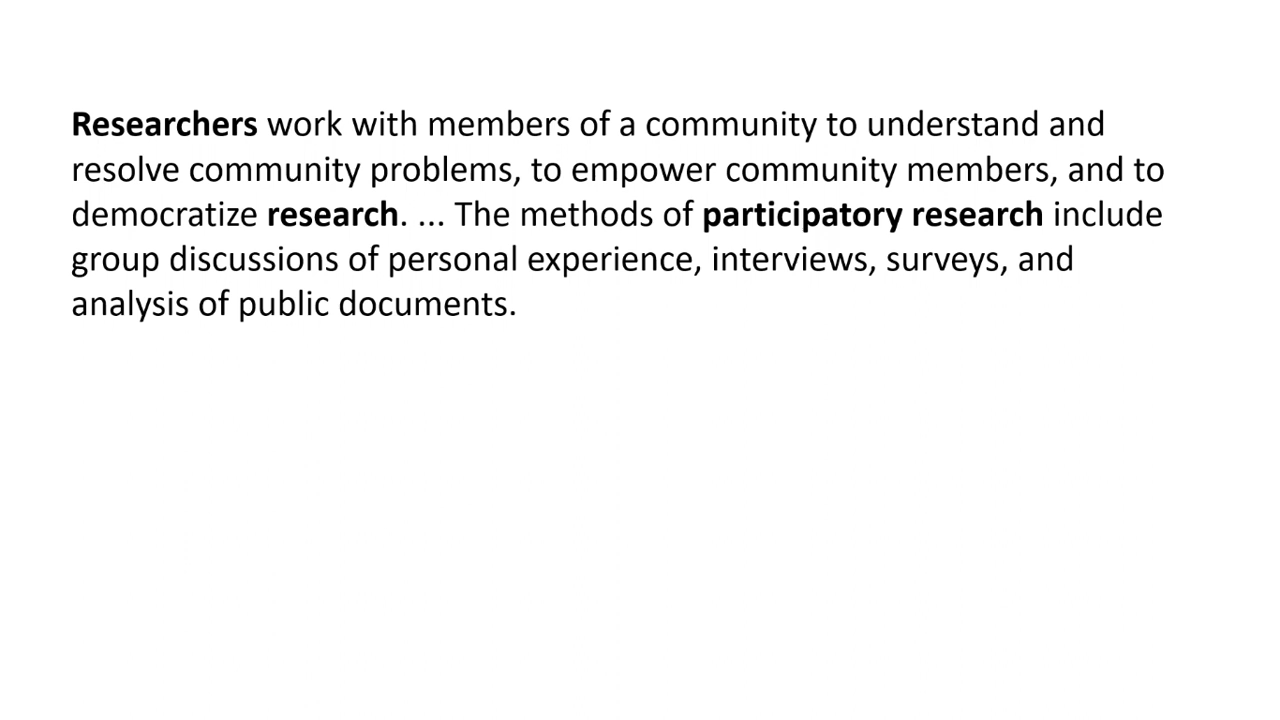 Researchers work with members of a community to understand and
resolve community problems, to empower community members, and to
democratize research. ... The methods of participatory research include
group discussions of personal experience, interviews, surveys, and
analysis of public documents.